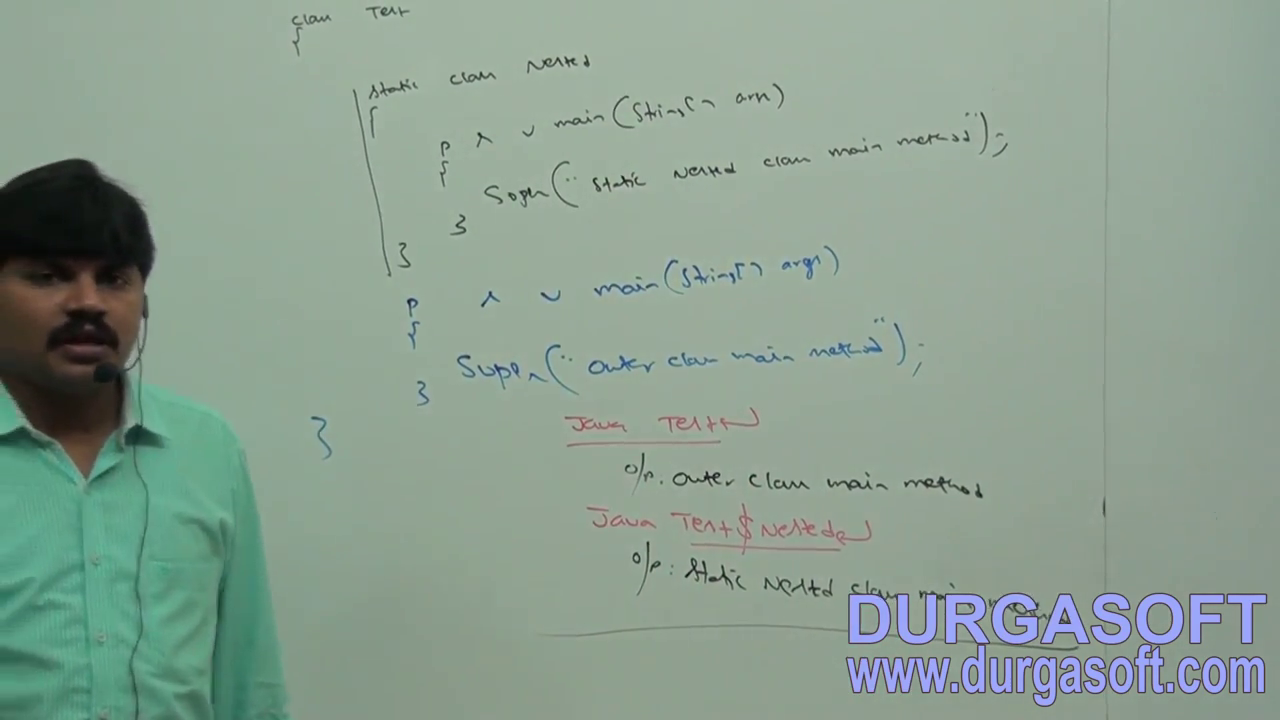 class Test
{
static class Nested
{
p s v main(String[] args)
{
Sopln("static Nested class main method");
}
}
p s v main(String[] args)
{
Sopln("outer class main method");
}
}
Java Test↵
o/p: outer class main method
Java Test$Nested↵
o/p: static Nested class main method
DURGASOFT
www.durgasoft.com